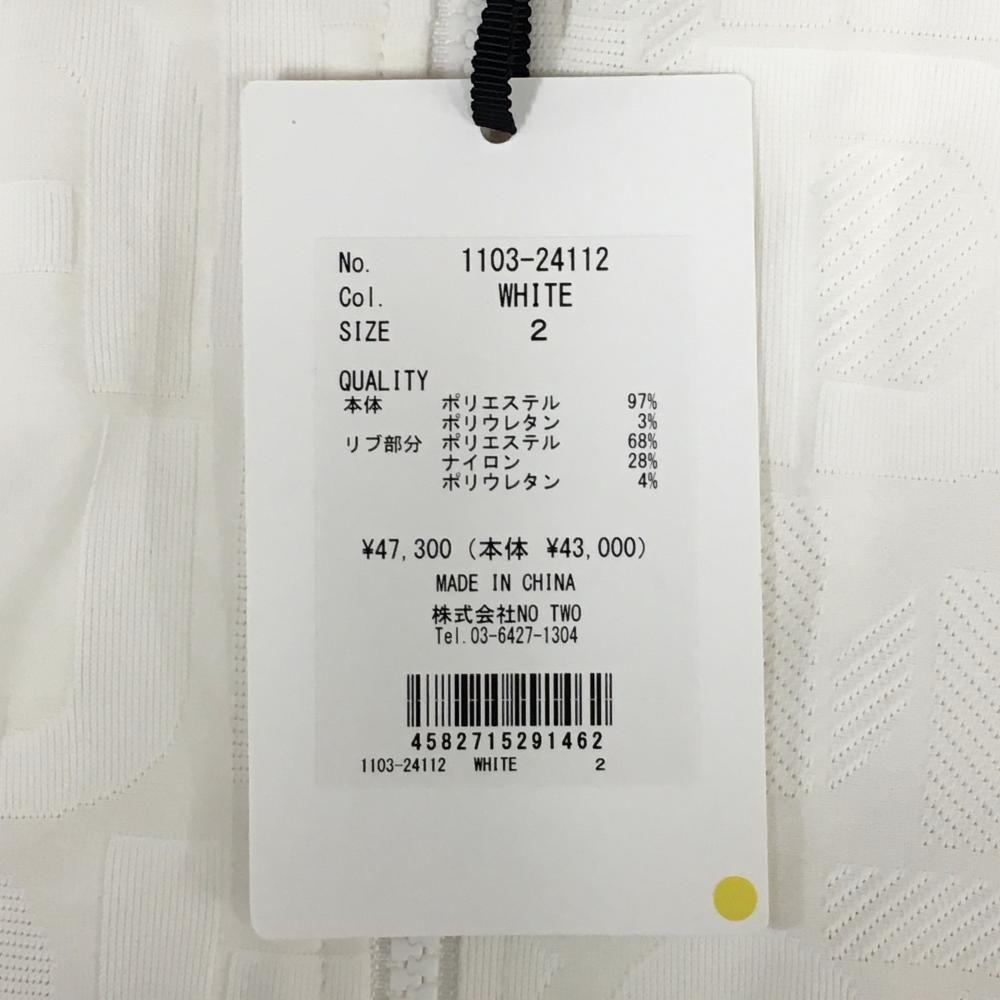 No. 1103-24112
Col. WHITE
SIZE 2
QUALITY
本体 ポリエステル 97%
ポリウレタン 3%
リブ部分 ポリエステル 68%
ナイロン 28%
ポリウレタン 4%
¥47,300 (本体 ¥43,000)
MADE IN CHINA
株式会社NO TWO
Tel.03-6427-1304
4582715291462
1103-24112 WHITE 2